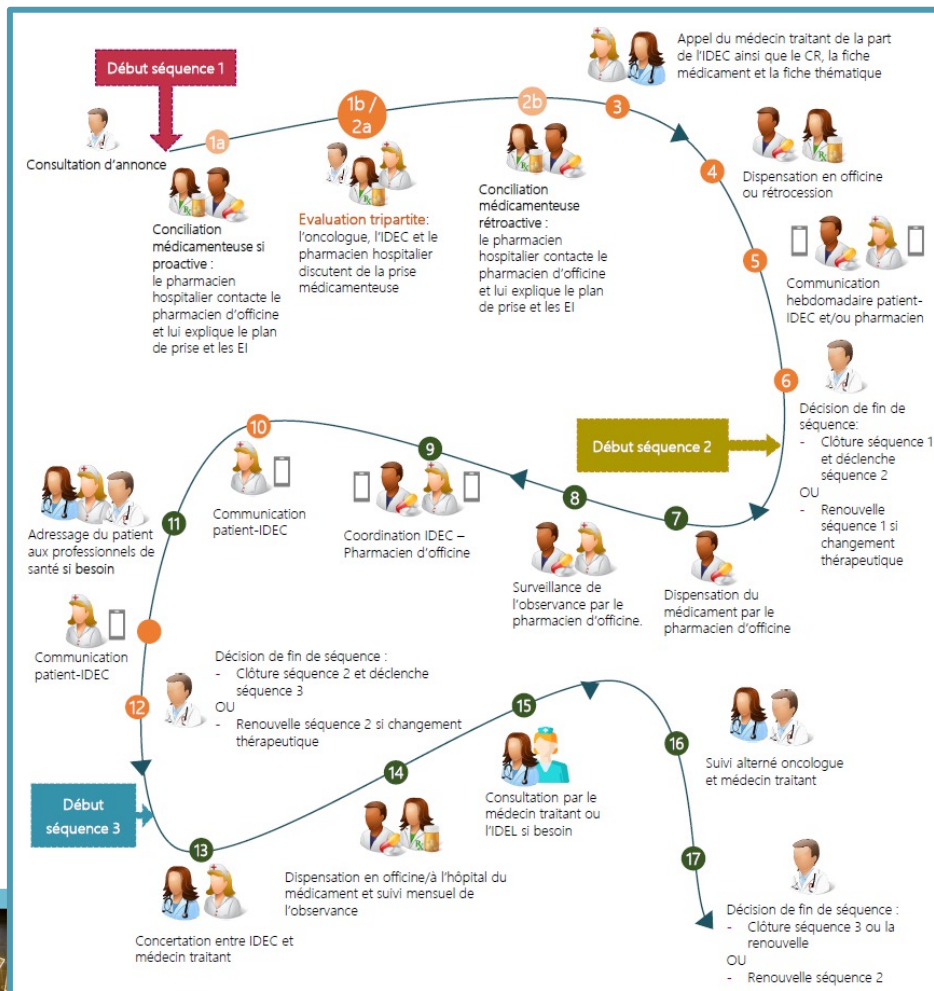 Début séquence 1
Consultation d'annonce
1a
Conciliation
médicamenteuse si
proactive :
le pharmacien
hospitalier contacte le
pharmacien d'officine
et lui explique le plan
de prise et les EI
1b /
2a
Evaluation tripartite:
l'oncologue, l'IDEC et le
pharmacien hospitalier
discutent de la prise
médicamenteuse
2b
Conciliation
médicamenteuse
rétroactive :
le pharmacien
hospitalier contacte le
pharmacien d'officine
et lui explique le plan
de prise et les EI
3
Appel du médecin traitant de la part
de l'IDEC ainsi que le CR, la fiche
médicament et la fiche thématique
4
Dispensation en officine
ou rétrocession
5
Communication
hebdomadaire patient-
IDEC et/ou pharmacien
6
Décision de fin de
séquence:
- Clôture séquence 1
et déclenche
séquence 2
OU
- Renouvelle
séquence 1 si
changement
thérapeutique
Début séquence 2
7
Dispensation du
médicament par le
pharmacien d'officine
8
Surveillance de
l'observance par le
pharmacien d'officine.
9
Coordination IDEC –
Pharmacien d'officine
10
Communication
patient-IDEC
11
Adressage du patient
aux professionnels de
santé si besoin
Communication
patient-IDEC
12
Décision de fin de séquence :
- Clôture séquence 2 et déclenche
séquence 3
OU
- Renouvelle séquence 2 si changement
thérapeutique
Début
séquence 3
13
Concertation entre IDEC et
médecin traitant
14
Dispensation en officine/à l'hôpital du
médicament et suivi mensuel de
l'observance
15
Consultation par le
médecin traitant ou
l'IDEL si besoin
16
Suivi alterné oncologue
et médecin traitant
17
Décision de fin de séquence :
- Clôture séquence 3 ou la
renouvelle
OU
- Renouvelle séquence 2